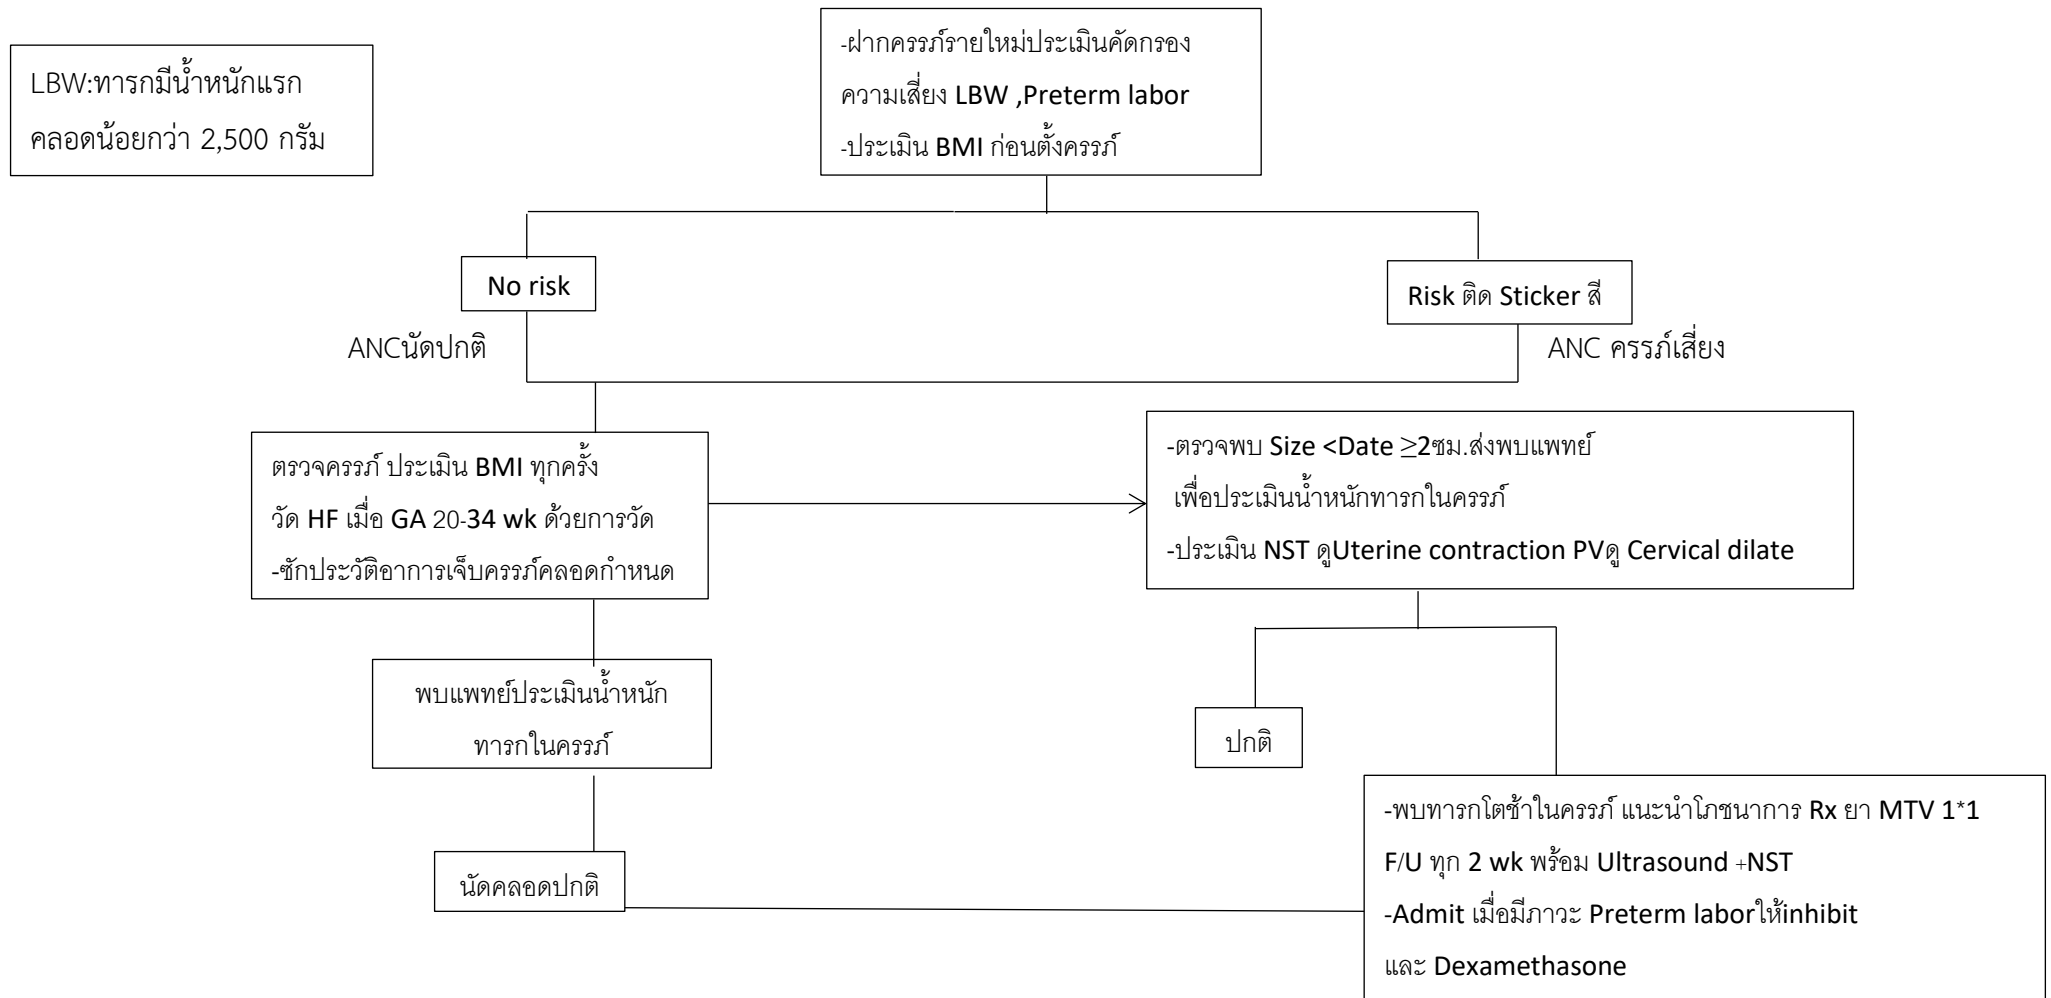 LBW:ทารกมีน้ำหนักแรก
คลอดน้อยกว่า 2,500 กรัม
-ฝากครรภ์รายใหม่ประเมินคัดกรอง
ความเสี่ยง LBW ,Preterm labor
-ประเมิน BMI ก่อนตั้งครรภ์
No risk
Risk ติด Sticker สี
ANCนัดปกติ
ANC ครรภ์เสี่ยง
ตรวจครรภ์ ประเมิน BMI ทุกครั้ง
วัด HF เมื่อ GA 20-34 wk ด้วยการวัด
-ซักประวัติอาการเจ็บครรภ์คลอดกำหนด
-ตรวจพบ Size <Date ≥2ซม.ส่งพบแพทย์
เพื่อประเมินน้ำหนักทารกในครรภ์
-ประเมิน NST ดูUterine contraction PVดู Cervical dilate
พบแพทย์ประเมินน้ำหนัก
ทารกในครรภ์
ปกติ
นัดคลอดปกติ
-พบทารกโตช้าในครรภ์ แนะนำโภชนาการ Rx ยา MTV 1*1
F/U ทุก 2 wk พร้อม Ultrasound +NST
-Admit เมื่อมีภาวะ Preterm laborให้inhibit
และ Dexamethasone